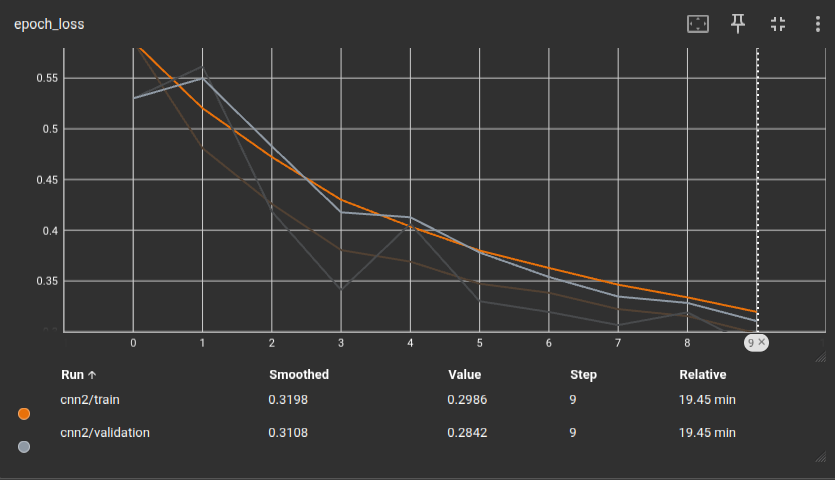 epoch_loss
0.55
0.5
0.45
0.4
0.35
0 1 2 3 4 5 6 7 8 9 ×
Run ↑ Smoothed Value Step Relative
cnn2/train 0.3198 0.2986 9 19.45 min
cnn2/validation 0.3108 0.2842 9 19.45 min